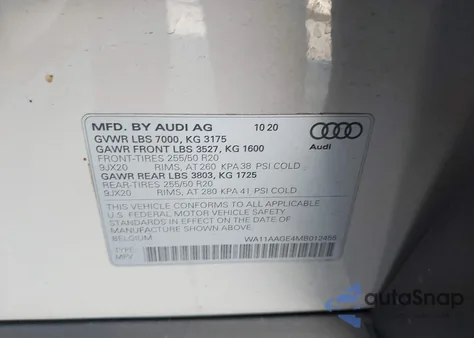 MFD. BY AUDI AG 10 20
GVWR LBS 7000, KG 3175
GAWR FRONT LBS 3527, KG 1600
FRONT-TIRES 255/50 R20
9JX20 RIMS, AT 260 KPA 38 PSI COLD
GAWR REAR LBS 3803, KG 1725
REAR-TIRES 255/50 R20
9JX20 RIMS, AT 280 KPA 41 PSI COLD
Audi
THIS VEHICLE CONFORMS TO ALL APPLICABLE
U.S. FEDERAL MOTOR VEHICLE SAFETY
STANDARDS IN EFFECT ON THE DATE OF
MANUFACTURE SHOWN ABOVE.
BELGIUM
TYPE:
MPV
autoSnap